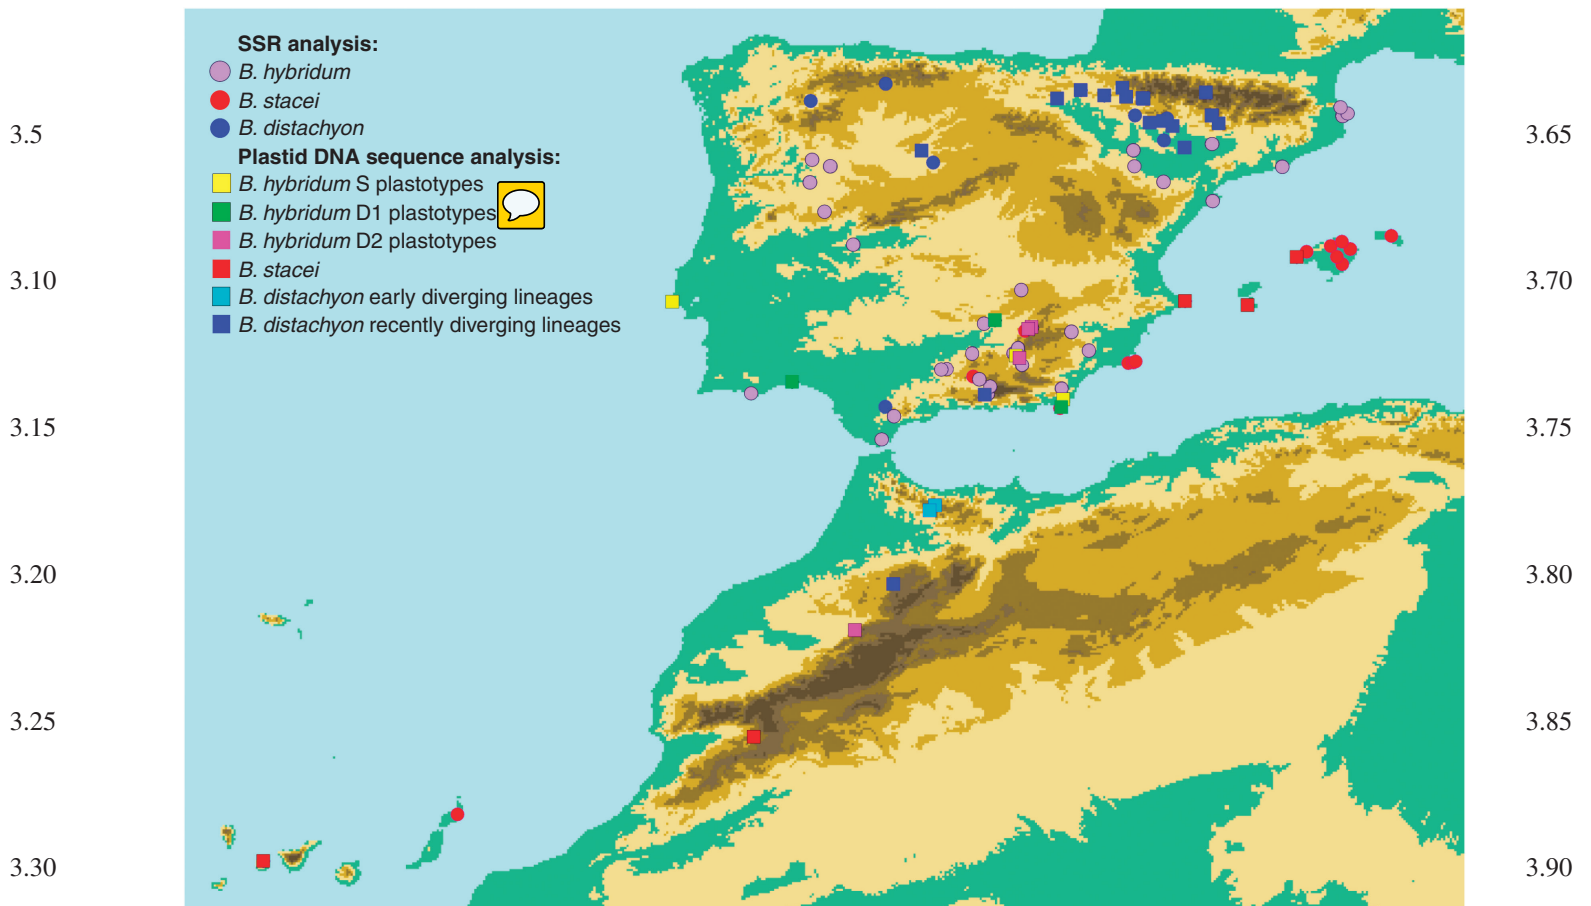 SSR analysis:
B. hybridum
B. stacei
B. distachyon
Plastid DNA sequence analysis:
B. hybridum S plastotypes
B. hybridum D1 plastotypes
B. hybridum D2 plastotypes
B. stacei
B. distachyon early diverging lineages
B. distachyon recently diverging lineages
3.5
3.10
3.15
3.20
3.25
3.30
3.65
3.70
3.75
3.80
3.85
3.90